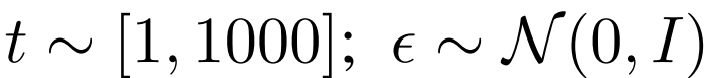 t ∼ [1, 1000]; ϵ ∼ 𝒩(0, I)